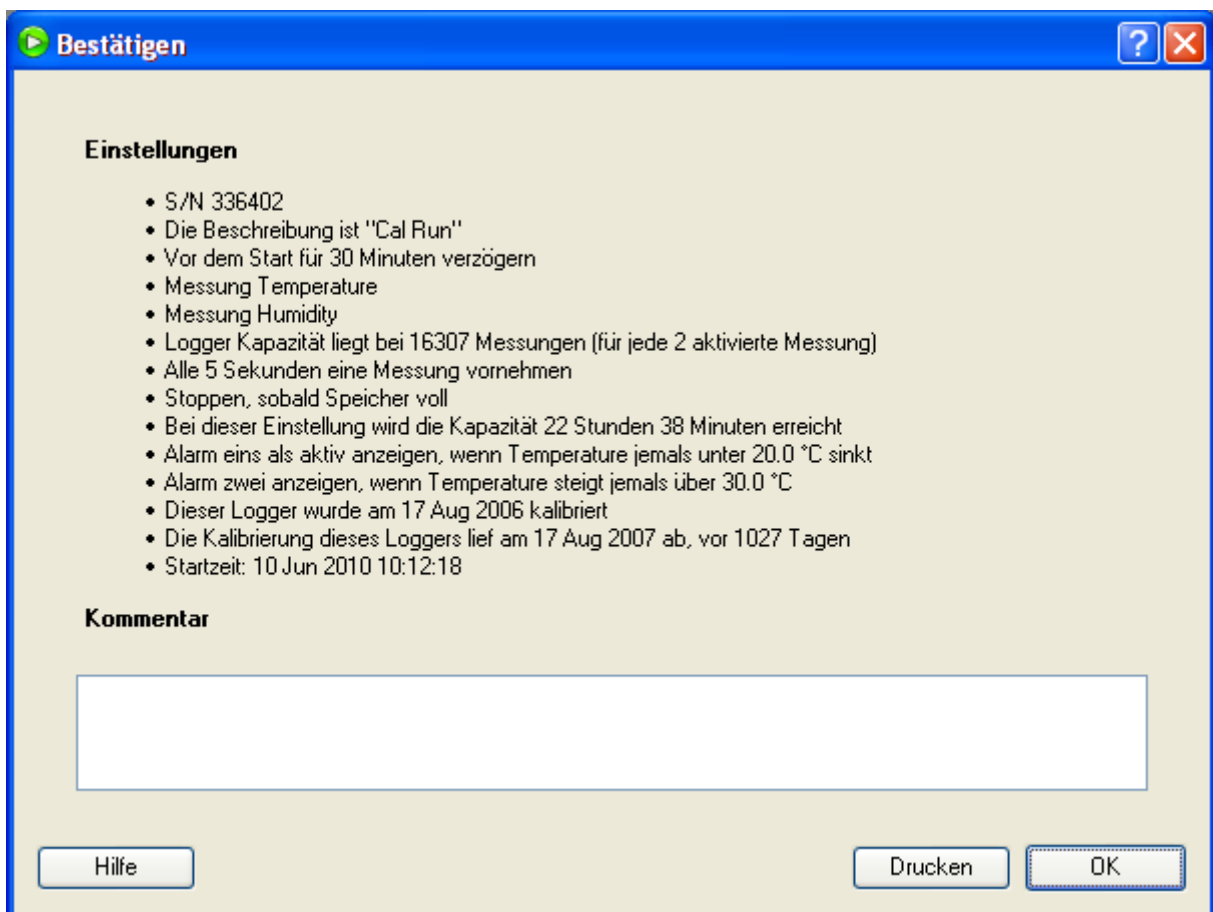 Bestätigen
Einstellungen
• S/N 336402
• Die Beschreibung ist "Cal Run"
• Vor dem Start für 30 Minuten verzögern
• Messung Temperature
• Messung Humidity
• Logger Kapazität liegt bei 16307 Messungen (für jede 2 aktivierte Messung)
• Alle 5 Sekunden eine Messung vornehmen
• Stoppen, sobald Speicher voll
• Bei dieser Einstellung wird die Kapazität 22 Stunden 38 Minuten erreicht
• Alarm eins als aktiv anzeigen, wenn Temperature jemals unter 20.0 °C sinkt
• Alarm zwei anzeigen, wenn Temperature steigt jemals über 30.0 °C
• Dieser Logger wurde am 17 Aug 2006 kalibriert
• Die Kalibrierung dieses Loggers lief am 17 Aug 2007 ab, vor 1027 Tagen
• Startzeit: 10 Jun 2010 10:12:18
Kommentar
Hilfe
Drucken
OK